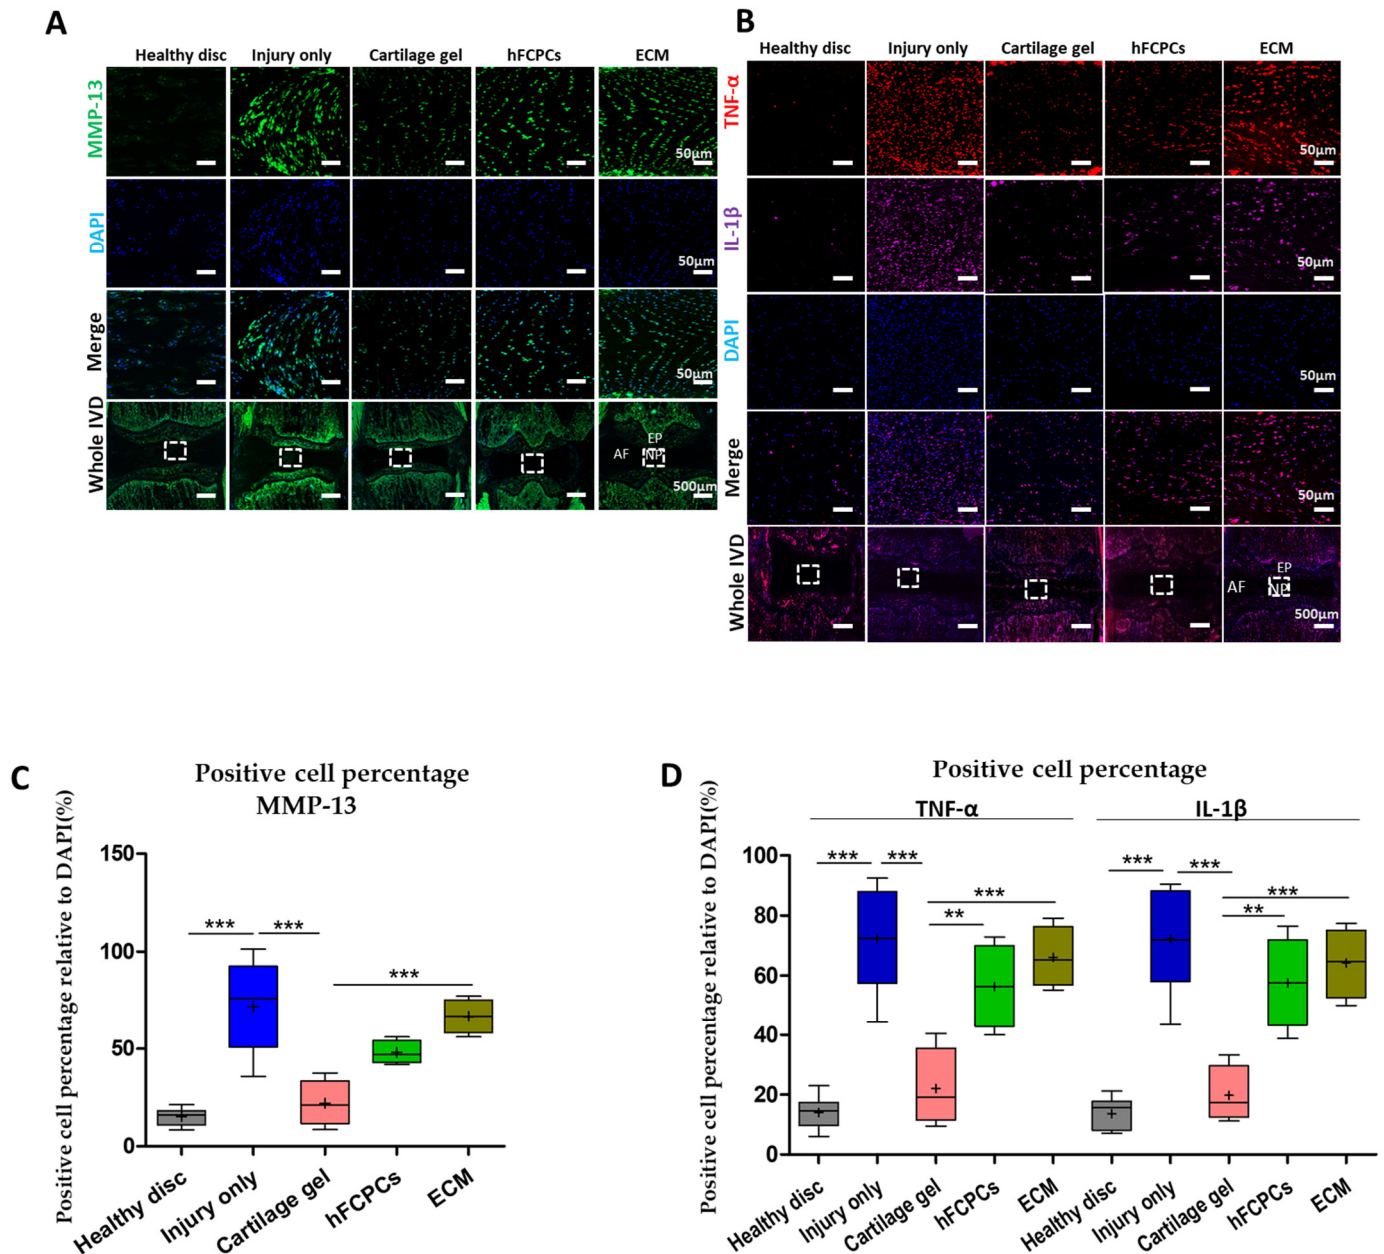 A
Healthy disc Injury only Cartilage gel hFCPCs ECM
MMP-13
50μm
DAPI
50μm
Merge
Whole IVD
EP
AF NP
500μm
B
Healthy disc Injury only Cartilage gel hFCPCs ECM
TNF-α
50μm
IL-1β
50μm
DAPI
50μm
Merge
50μm
Whole IVD
EP
AF NP
500μm
C
Positive cell percentage
MMP-13
Positive cell percentage relative to DAPI(%)
150
100
50
0
*** ***
***
Healthy disc Injury only Cartilage gel hFCPCs ECM
D
Positive cell percentage
TNF-α IL-1β
Positive cell percentage relative to DAPI(%)
100
80
60
40
20
0
*** *** *** ***
*** ***
** **
Healthy disc Injury only Cartilage gel hFCPCs ECM Healthy disc Injury only Cartilage gel hFCPCs ECM